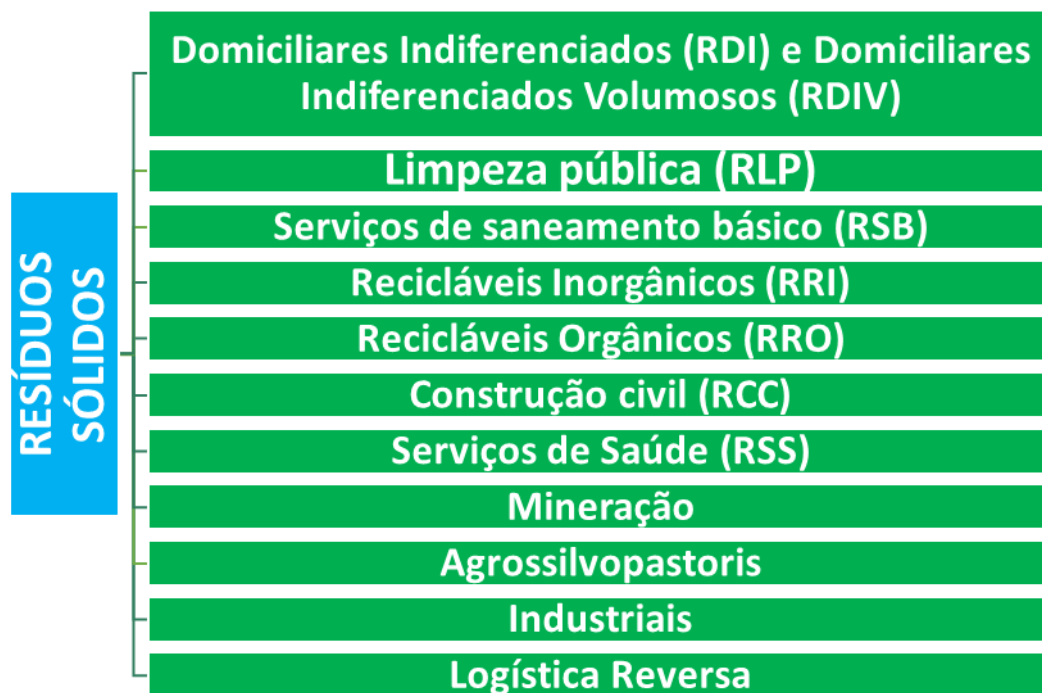 RESÍDUOS
SÓLIDOS
Domiciliares Indiferenciados (RDI) e Domiciliares
Indiferenciados Volumosos (RDIV)
Limpeza pública (RLP)
Serviços de saneamento básico (RSB)
Recicláveis Inorgânicos (RRI)
Recicláveis Orgânicos (RRO)
Construção civil (RCC)
Serviços de Saúde (RSS)
Mineração
Agrossilvopastoris
Industriais
Logística Reversa